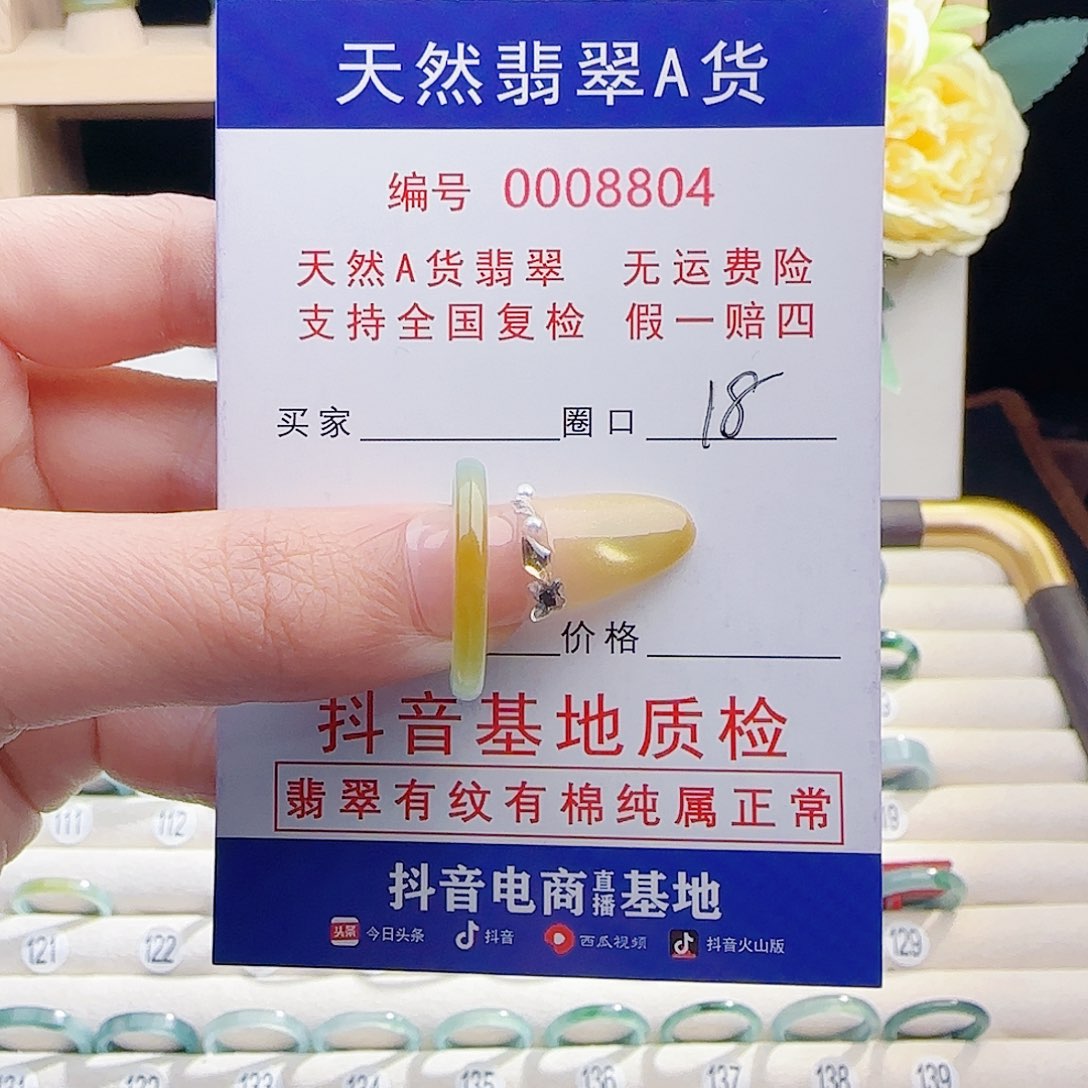 天然翡翠A货
编号 0008804
天然A货翡翠 无运费险
支持全国复检 假一赔四
买家 圈口 18
价格
抖音基地质检
翡翠有纹有棉纯属正常
抖音电商直播基地
头条 今日头条 抖音 西瓜视频 抖音火山版
111 112
121 122 129
133 135 136 137 138 139